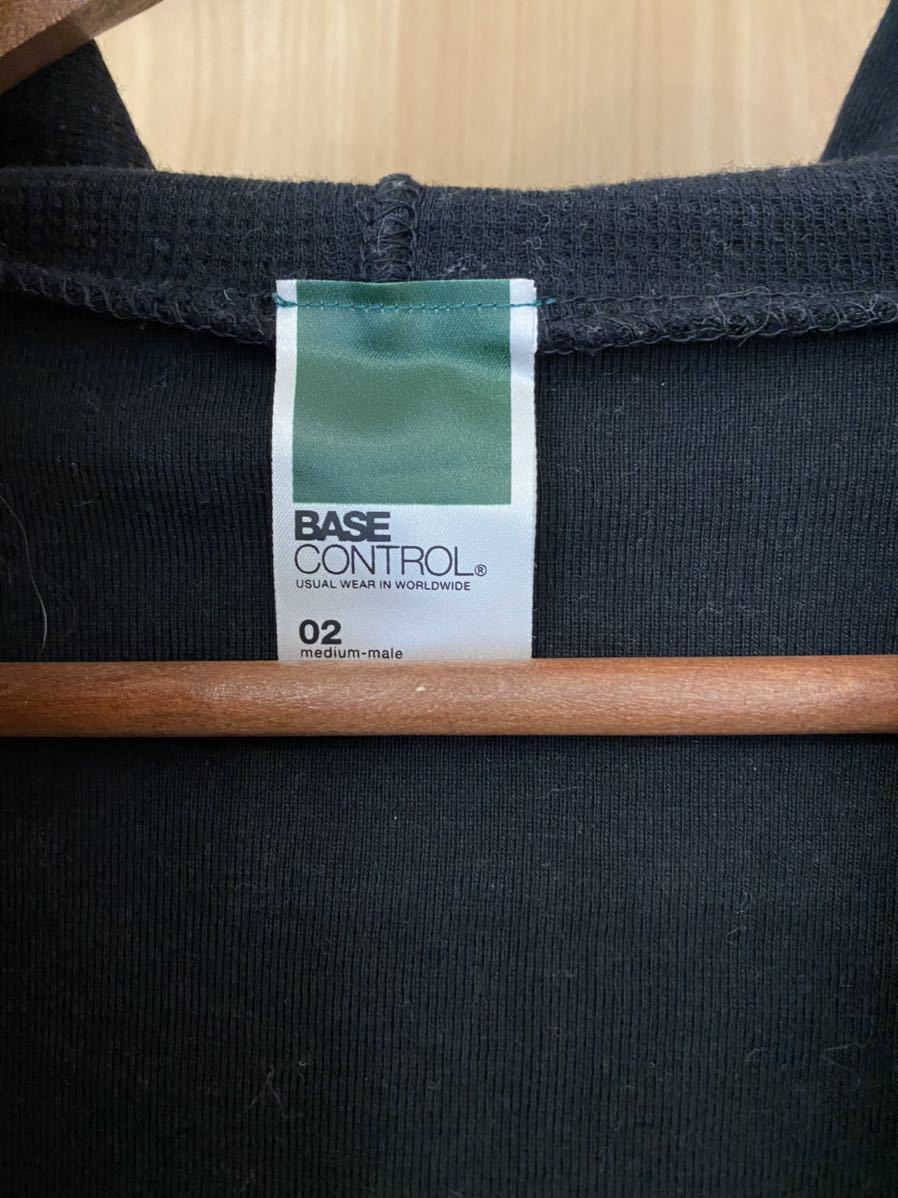 BASE
CONTROL®
USUAL WEAR IN WORLDWIDE
02
medium-male